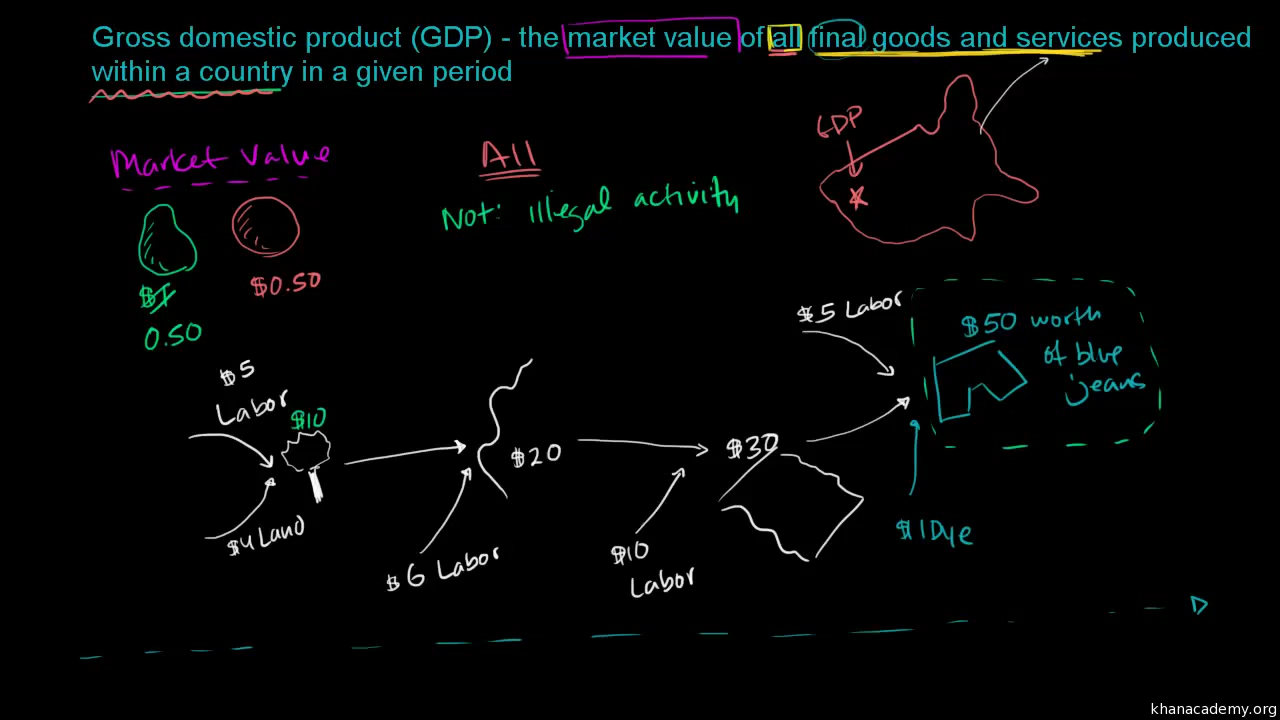 Gross domestic product (GDP) - the market value of all final goods and services produced
within a country in a given period
Market Value
All
Not: illegal activity
GDP
$1
0.50
$0.50
$5
Labor
$10
$4 Land
$20
$6 Labor
$30
$10
Labor
$5 Labor
$50 worth
of blue
jeans
$1 Dye
khanacademy.org